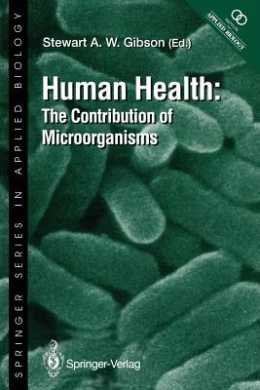 Stewart A. W. Gibson (Ed.)
APPLIED BIOLOGY
Human Health:
The Contribution of
Microorganisms
SPRINGER SERIES IN APPLIED BIOLOGY
Springer-Verlag